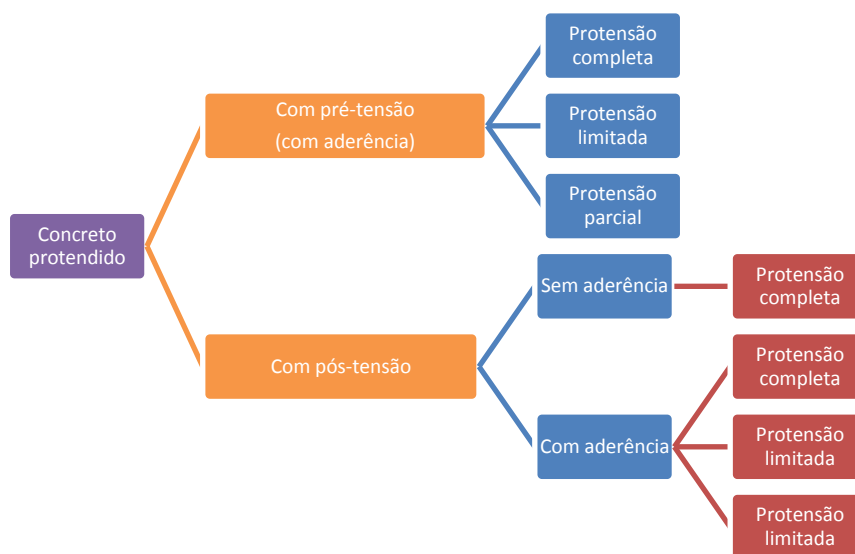 Concreto
protendido
Com pré-tensão
(com aderência)
Protensão
completa
Protensão
limitada
Protensão
parcial
Com pós-tensão
Sem aderência
Protensão
completa
Com aderência
Protensão
completa
Protensão
limitada
Protensão
limitada